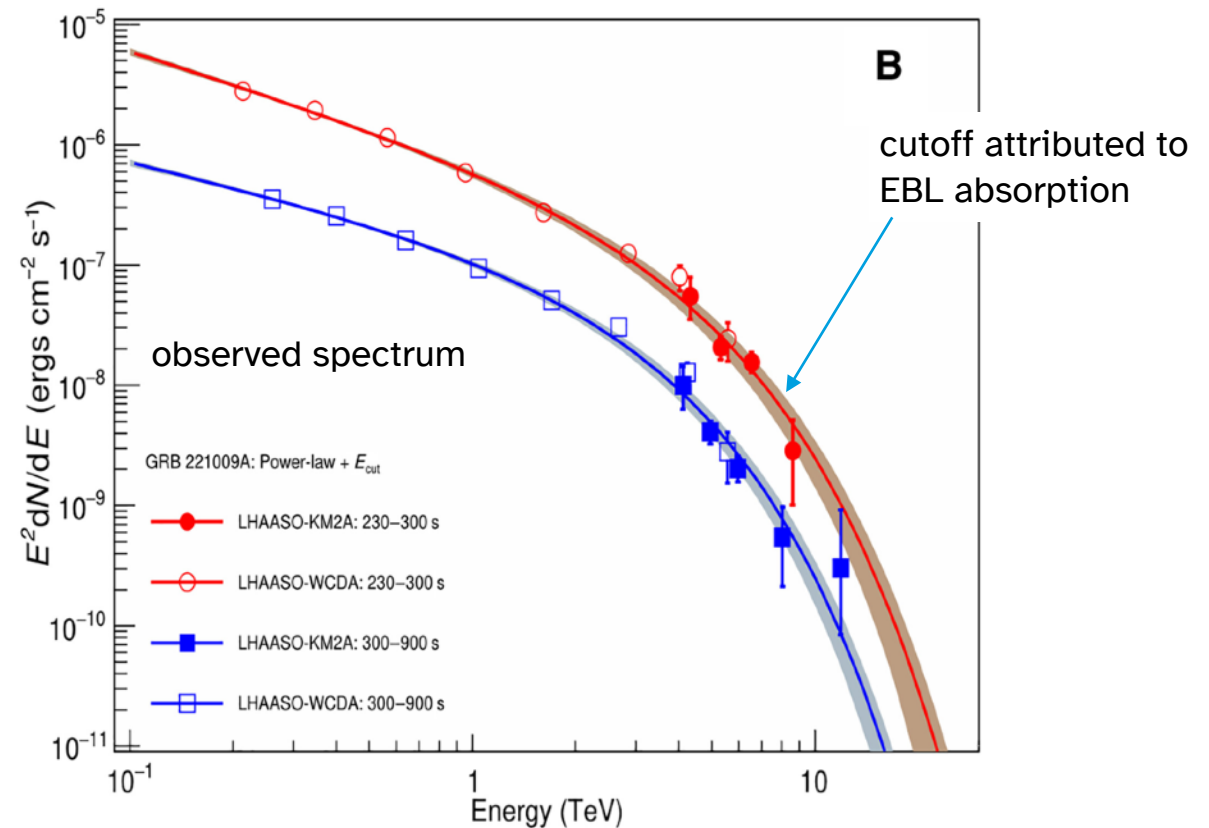 10⁻⁵
10⁻⁶
10⁻⁷
10⁻⁸
10⁻⁹
10⁻¹⁰
10⁻¹¹
E²dN/dE (ergs cm⁻² s⁻¹)
B
cutoff attributed to
EBL absorption
observed spectrum
GRB 221009A: Power-law + E_cut
LHAASO-KM2A: 230–300 s
LHAASO-WCDA: 230–300 s
LHAASO-KM2A: 300–900 s
LHAASO-WCDA: 300–900 s
10⁻¹ 1 10
Energy (TeV)